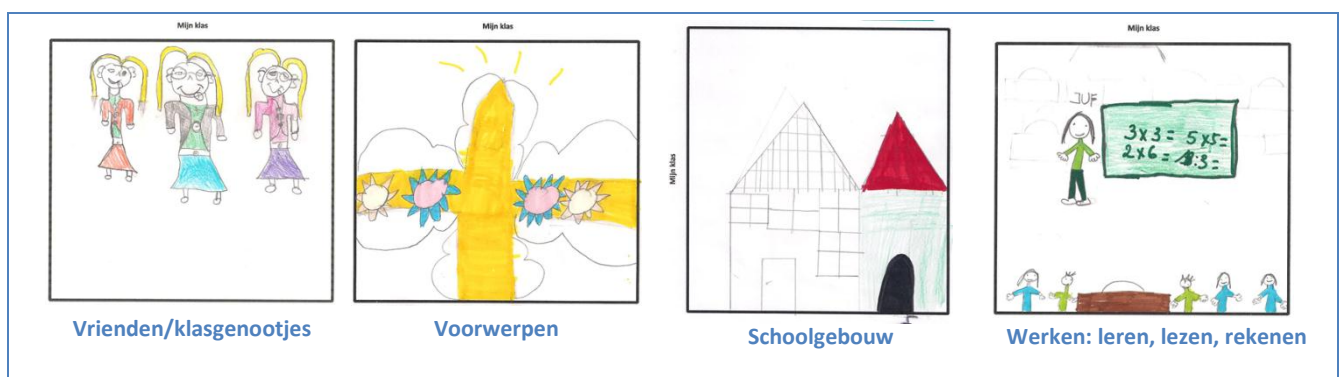 Mijn klas
Mijn klas
Mijn klas
Mijn klas
JUF
3x3= 5x5=
2x6= :3=
Vrienden/klasgenootjes
Voorwerpen
Schoolgebouw
Werken: leren, lezen, rekenen